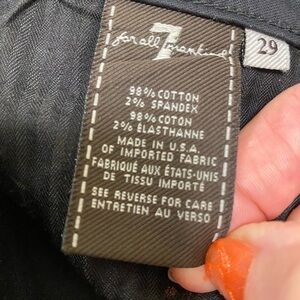 7
for all mankind
29
98% COTTON
2% SPANDEX
98% COTON
2% ÉLASTHANNE
MADE IN U.S.A.
OF IMPORTED FABRIC
FABRIQUÉ AUX ÉTATS-UNIS
DE TISSU IMPORTÉ
SEE REVERSE FOR CARE
ENTRETIEN AU VERSO